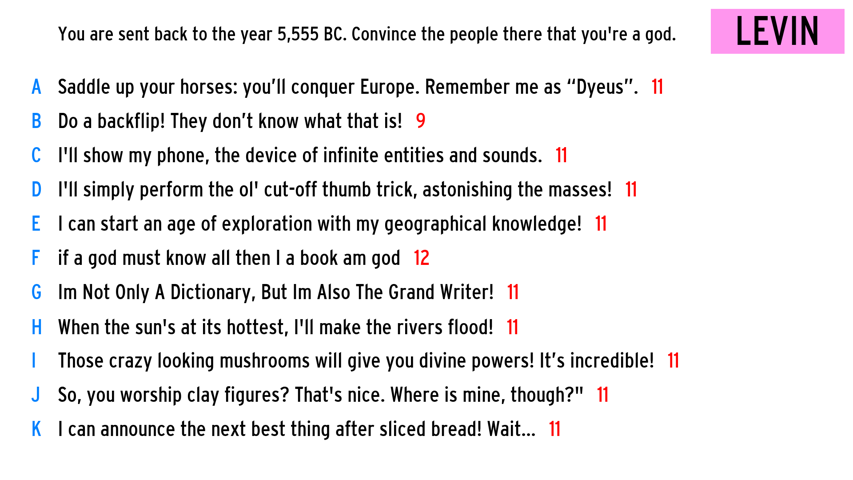 You are sent back to the year 5,555 BC. Convince the people there that you're a god.
LEVIN
A Saddle up your horses: you’ll conquer Europe. Remember me as “Dyeus”. 11
B Do a backflip! They don’t know what that is! 9
C I'll show my phone, the device of infinite entities and sounds. 11
D I'll simply perform the ol' cut-off thumb trick, astonishing the masses! 11
E I can start an age of exploration with my geographical knowledge! 11
F if a god must know all then I a book am god 12
G Im Not Only A Dictionary, But Im Also The Grand Writer! 11
H When the sun's at its hottest, I'll make the rivers flood! 11
I Those crazy looking mushrooms will give you divine powers! It’s incredible! 11
J So, you worship clay figures? That's nice. Where is mine, though?" 11
K I can announce the next best thing after sliced bread! Wait... 11